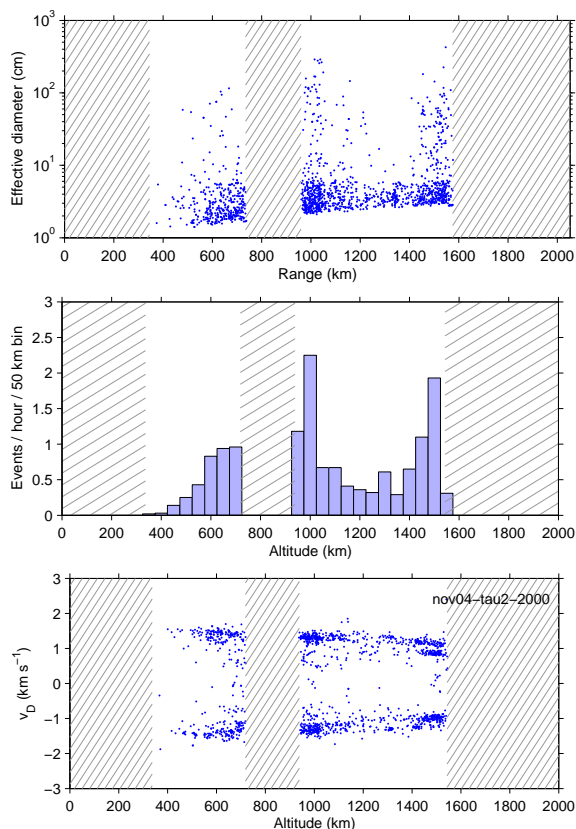 10³
10²
10¹
10⁰
Effective diameter (cm)
0 200 400 600 800 1000 1200 1400 1600 1800 2000
Range (km)
3
2.5
2
1.5
1
0.5
0
Events / hour / 50 km bin
0 200 400 600 800 1000 1200 1400 1600 1800 2000
Altitude (km)
nov04−tau2−2000
3
2
1
0
−1
−2
−3
v_D (km s⁻¹)
0 200 400 600 800 1000 1200 1400 1600 1800 2000
Altitude (km)